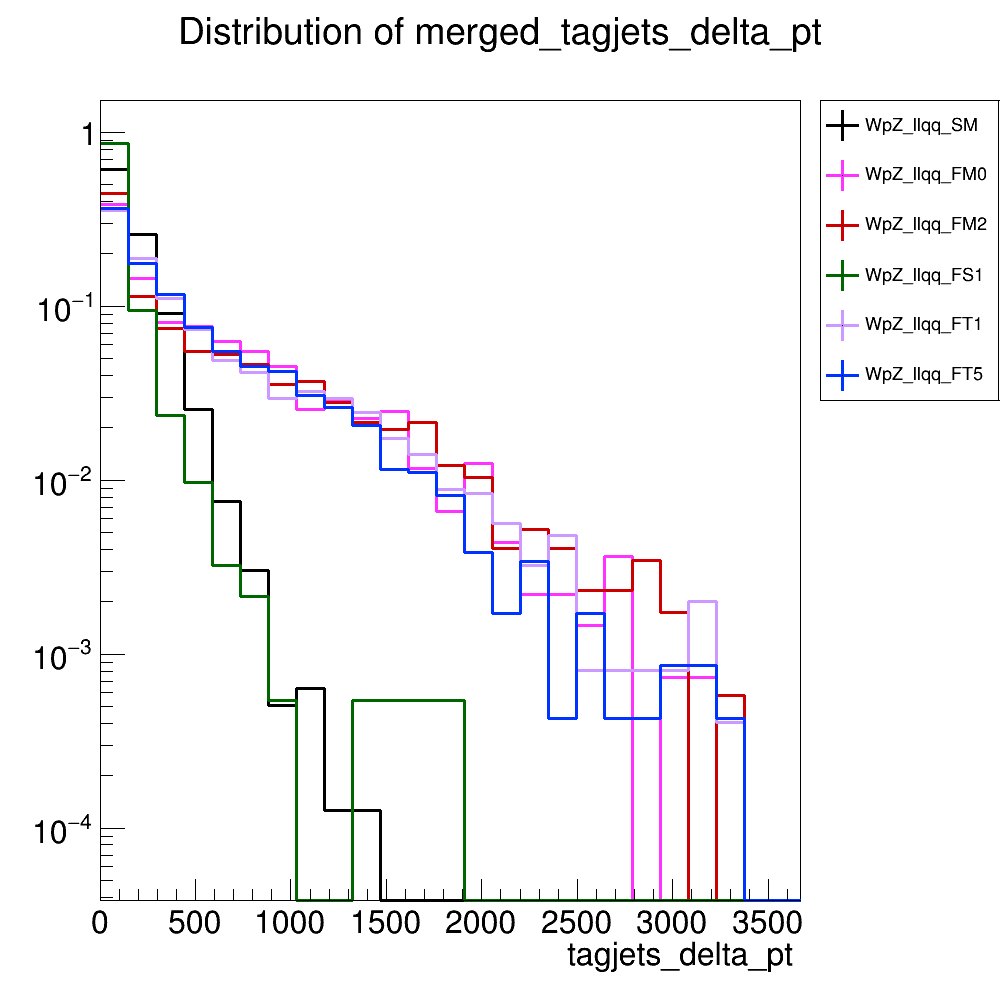 Distribution of merged_tagjets_delta_pt
WpZ_llqq_SM
WpZ_llqq_FM0
WpZ_llqq_FM2
WpZ_llqq_FS1
WpZ_llqq_FT1
WpZ_llqq_FT5
1
10−1
10−2
10−3
10−4
0 500 1000 1500 2000 2500 3000 3500
tagjets_delta_pt